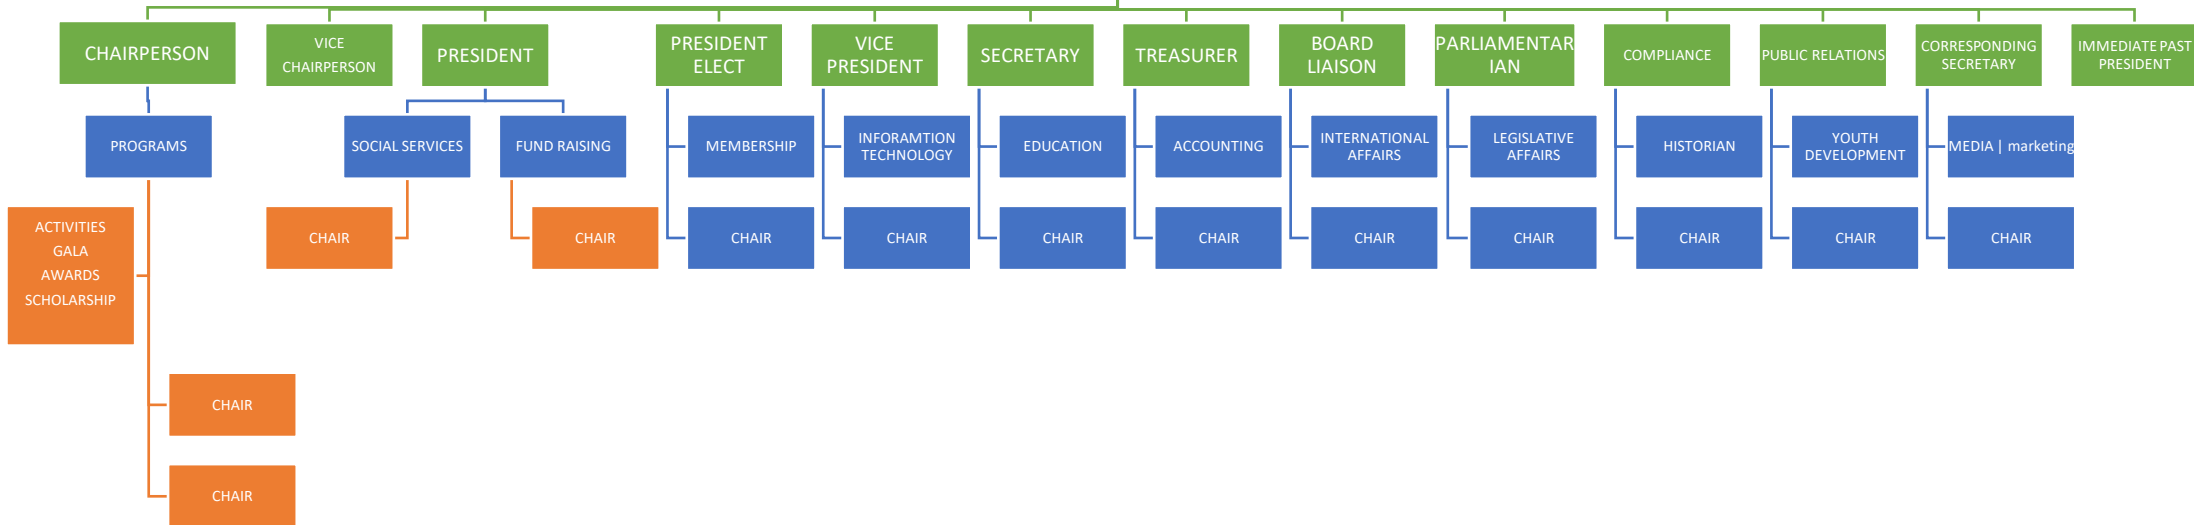 CHAIRPERSON
VICE
CHAIRPERSON
PRESIDENT
PRESIDENT
ELECT
VICE
PRESIDENT
SECRETARY
TREASURER
BOARD
LIAISON
PARLIAMENTAR
IAN
COMPLIANCE
PUBLIC RELATIONS
CORRESPONDING
SECRETARY
IMMEDIATE PAST
PRESIDENT
PROGRAMS
SOCIAL SERVICES
FUND RAISING
MEMBERSHIP
INFORAMTION
TECHNOLOGY
EDUCATION
ACCOUNTING
INTERNATIONAL
AFFAIRS
LEGISLATIVE
AFFAIRS
HISTORIAN
YOUTH
DEVELOPMENT
MEDIA | marketing
ACTIVITIES
GALA
AWARDS
SCHOLARSHIP
CHAIR
CHAIR
CHAIR
CHAIR
CHAIR
CHAIR
CHAIR
CHAIR
CHAIR
CHAIR
CHAIR
CHAIR
CHAIR